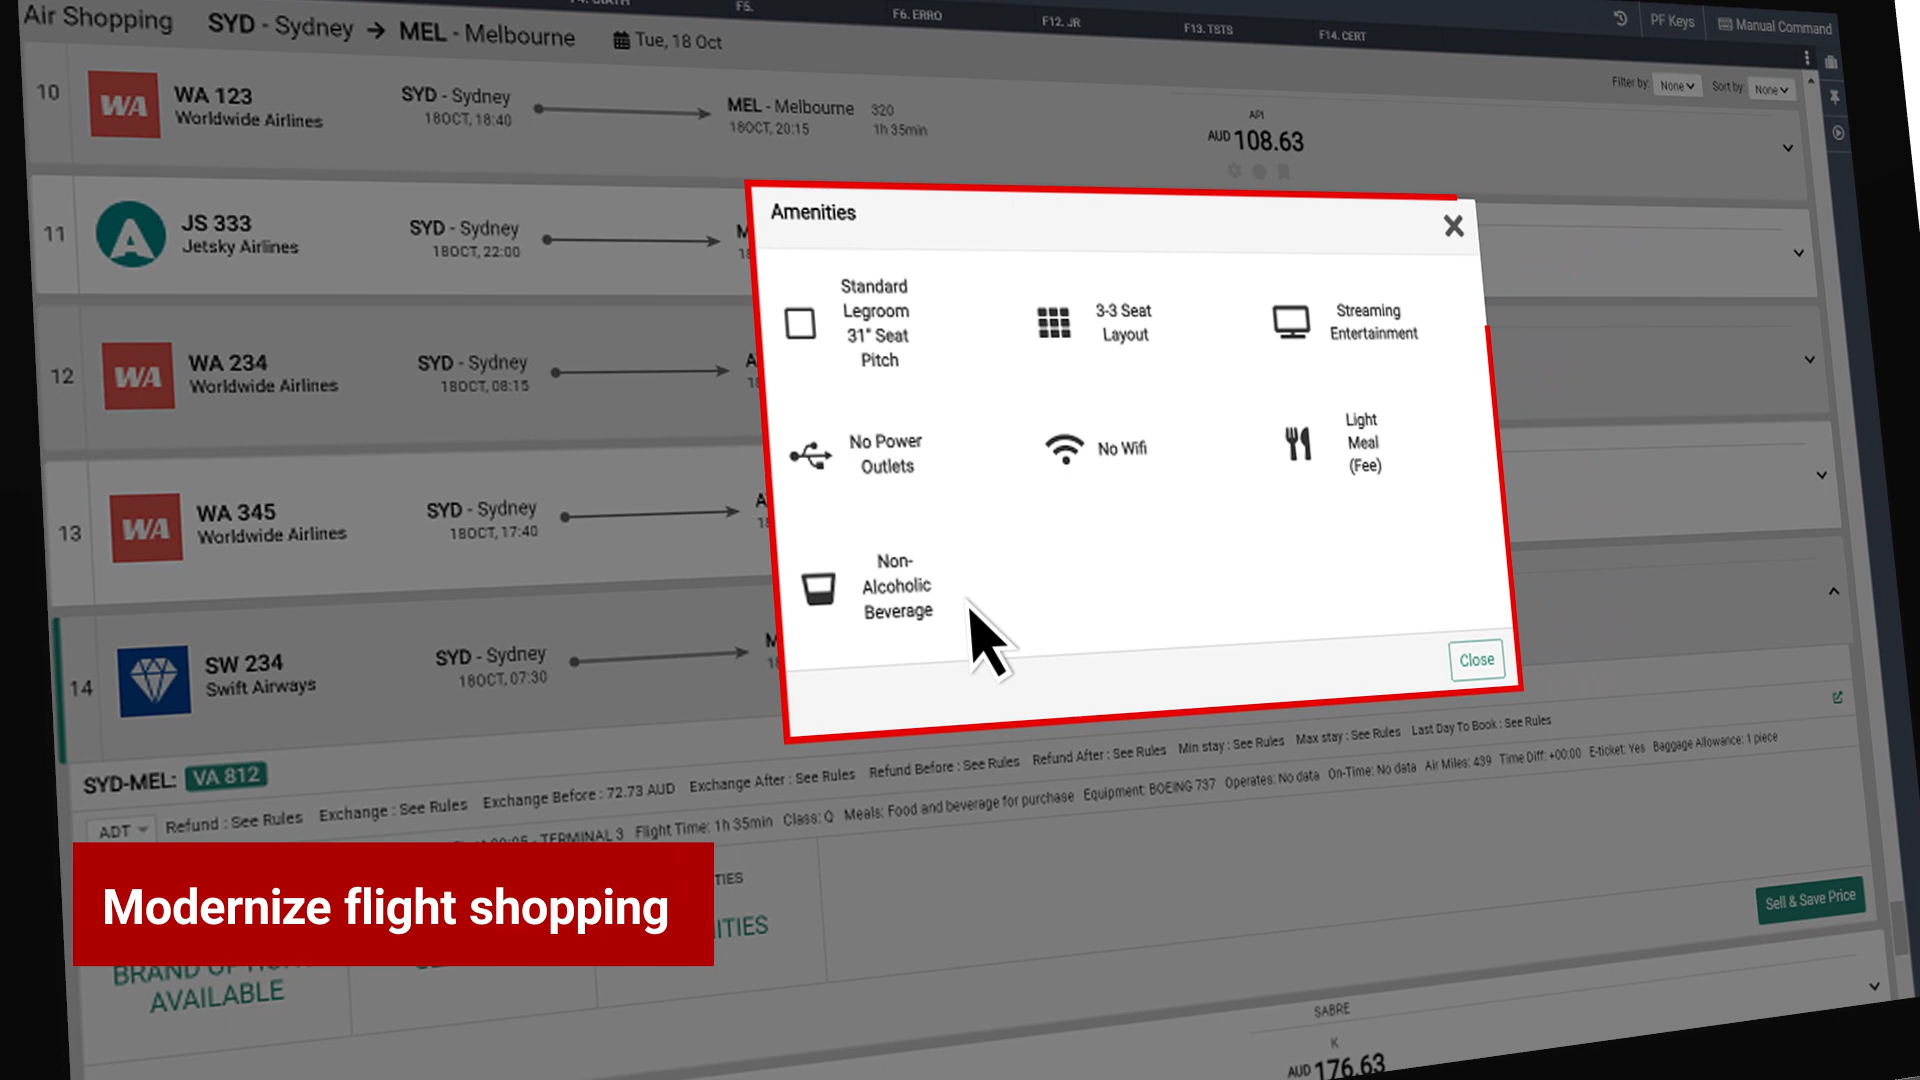 F5.
F6. ERRO
F12. JR
F13. TSTS
F14. CERT
PF Keys
Manual Command
Air Shopping
SYD - Sydney → MEL - Melbourne
Tue, 18 Oct
Filter by: None
Sort by: None
10
WA
WA 123
Worldwide Airlines
SYD - Sydney
18OCT, 18:40
MEL - Melbourne
18OCT, 20:15
320
1h 35min
API
AUD 108.63
11
JS 333
Jetsky Airlines
SYD - Sydney
18OCT, 22:00
12
WA
WA 234
Worldwide Airlines
SYD - Sydney
18OCT, 08:15
13
WA
WA 345
Worldwide Airlines
SYD - Sydney
18OCT, 17:40
14
SW 234
Swift Airways
SYD - Sydney
18OCT, 07:30
Amenities
Standard
Legroom
31" Seat
Pitch
3-3 Seat
Layout
Streaming
Entertainment
No Power
Outlets
No Wifi
Light
Meal
(Fee)
Non-
Alcoholic
Beverage
Close
SYD-MEL: VA 812
ADT
Refund : See Rules Exchange : See Rules Exchange Before : 72.73 AUD Exchange After : See Rules Refund Before : See Rules Refund After : See Rules Min stay : See Rules Max stay : See Rules Last Day To Book : See Rules
- TERMINAL 3 Flight Time: 1h 35min Class: Q Meals: Food and beverage for purchase Equipment: BOEING 737 Operates: No data On-Time: No data Air Miles: 439 Time Diff: +00:00 E-ticket: Yes Baggage Allowance: 1 piece
Modernize flight shopping
BRAND
AVAILABLE
Sell & Save Price
SABRE
K
AUD 176.63